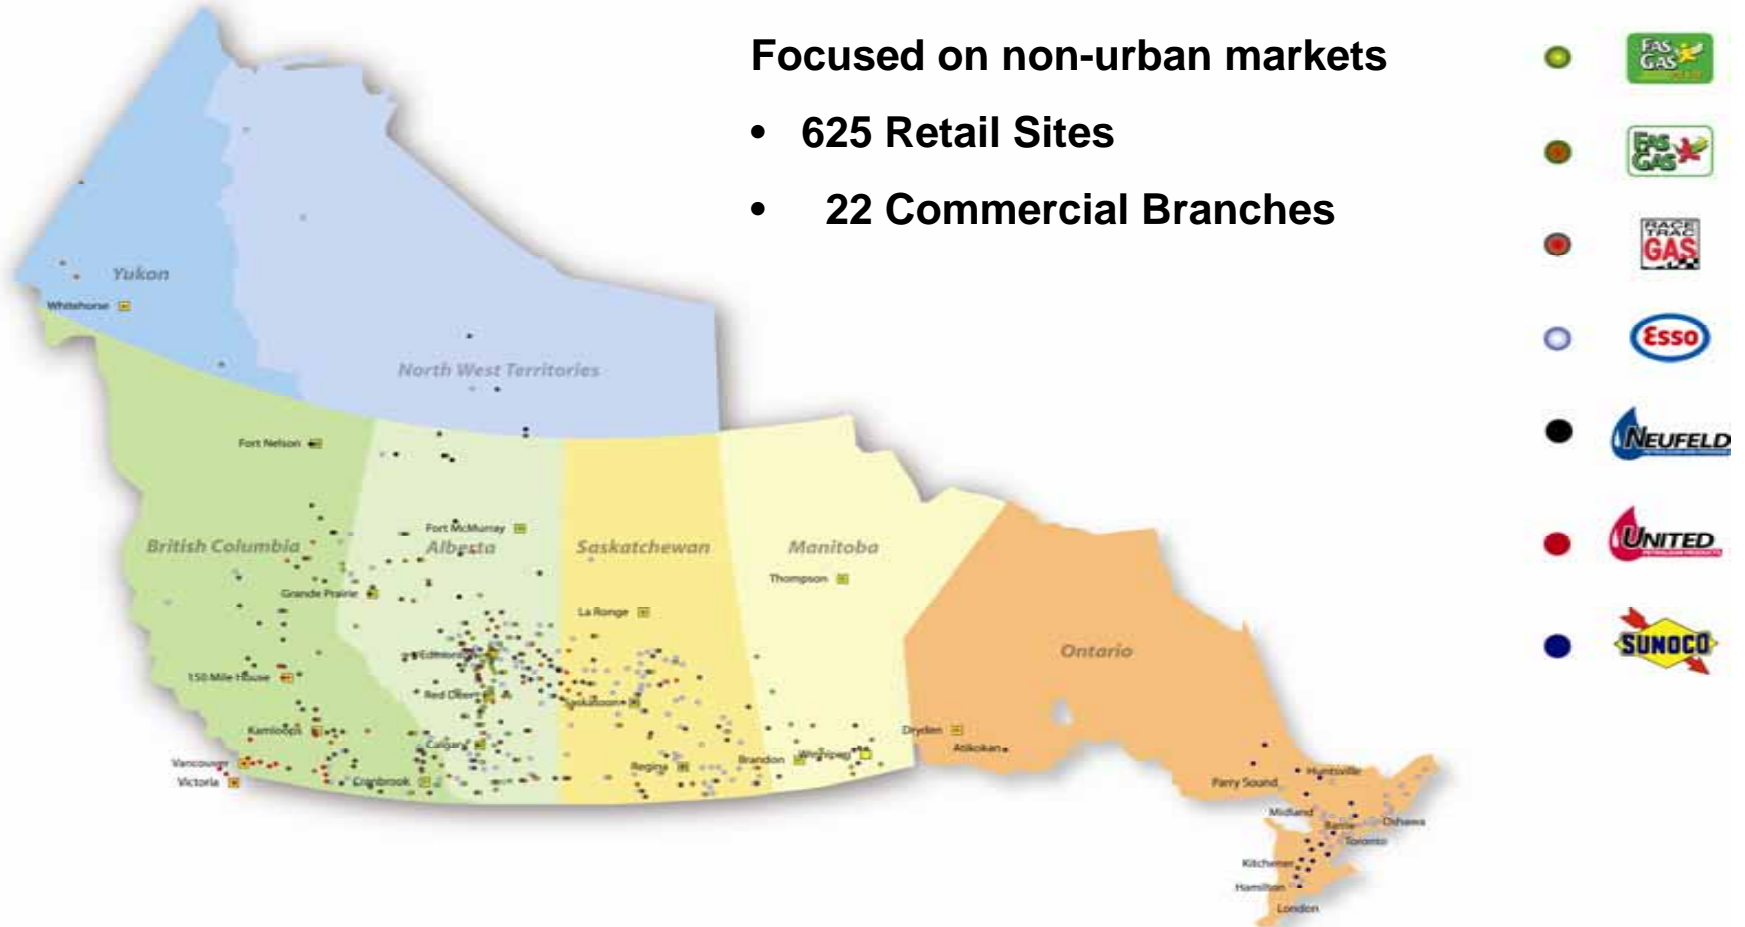 Focused on non-urban markets
• 625 Retail Sites
• 22 Commercial Branches
FAS GAS
FAS GAS
RACE TRAC GAS
Esso
NEUFELD
UNITED
SUNOCO
Yukon
Whitehorse
North West Territories
Fort Nelson
Fort McMurray
British Columbia
Alberta
Saskatchewan
Manitoba
Thompson
Grande Prairie
La Ronge
Edmonton
Ontario
150 Mile House
Red Deer
Saskatoon
Kamloops
Calgary
Dryden
Atikokan
Vancouver
Regina
Brandon
Winnipeg
Victoria
Cranbrook
Huntsville
Parry Sound
Midland
Barrie
Oshawa
Toronto
Kitchener
Hamilton
London